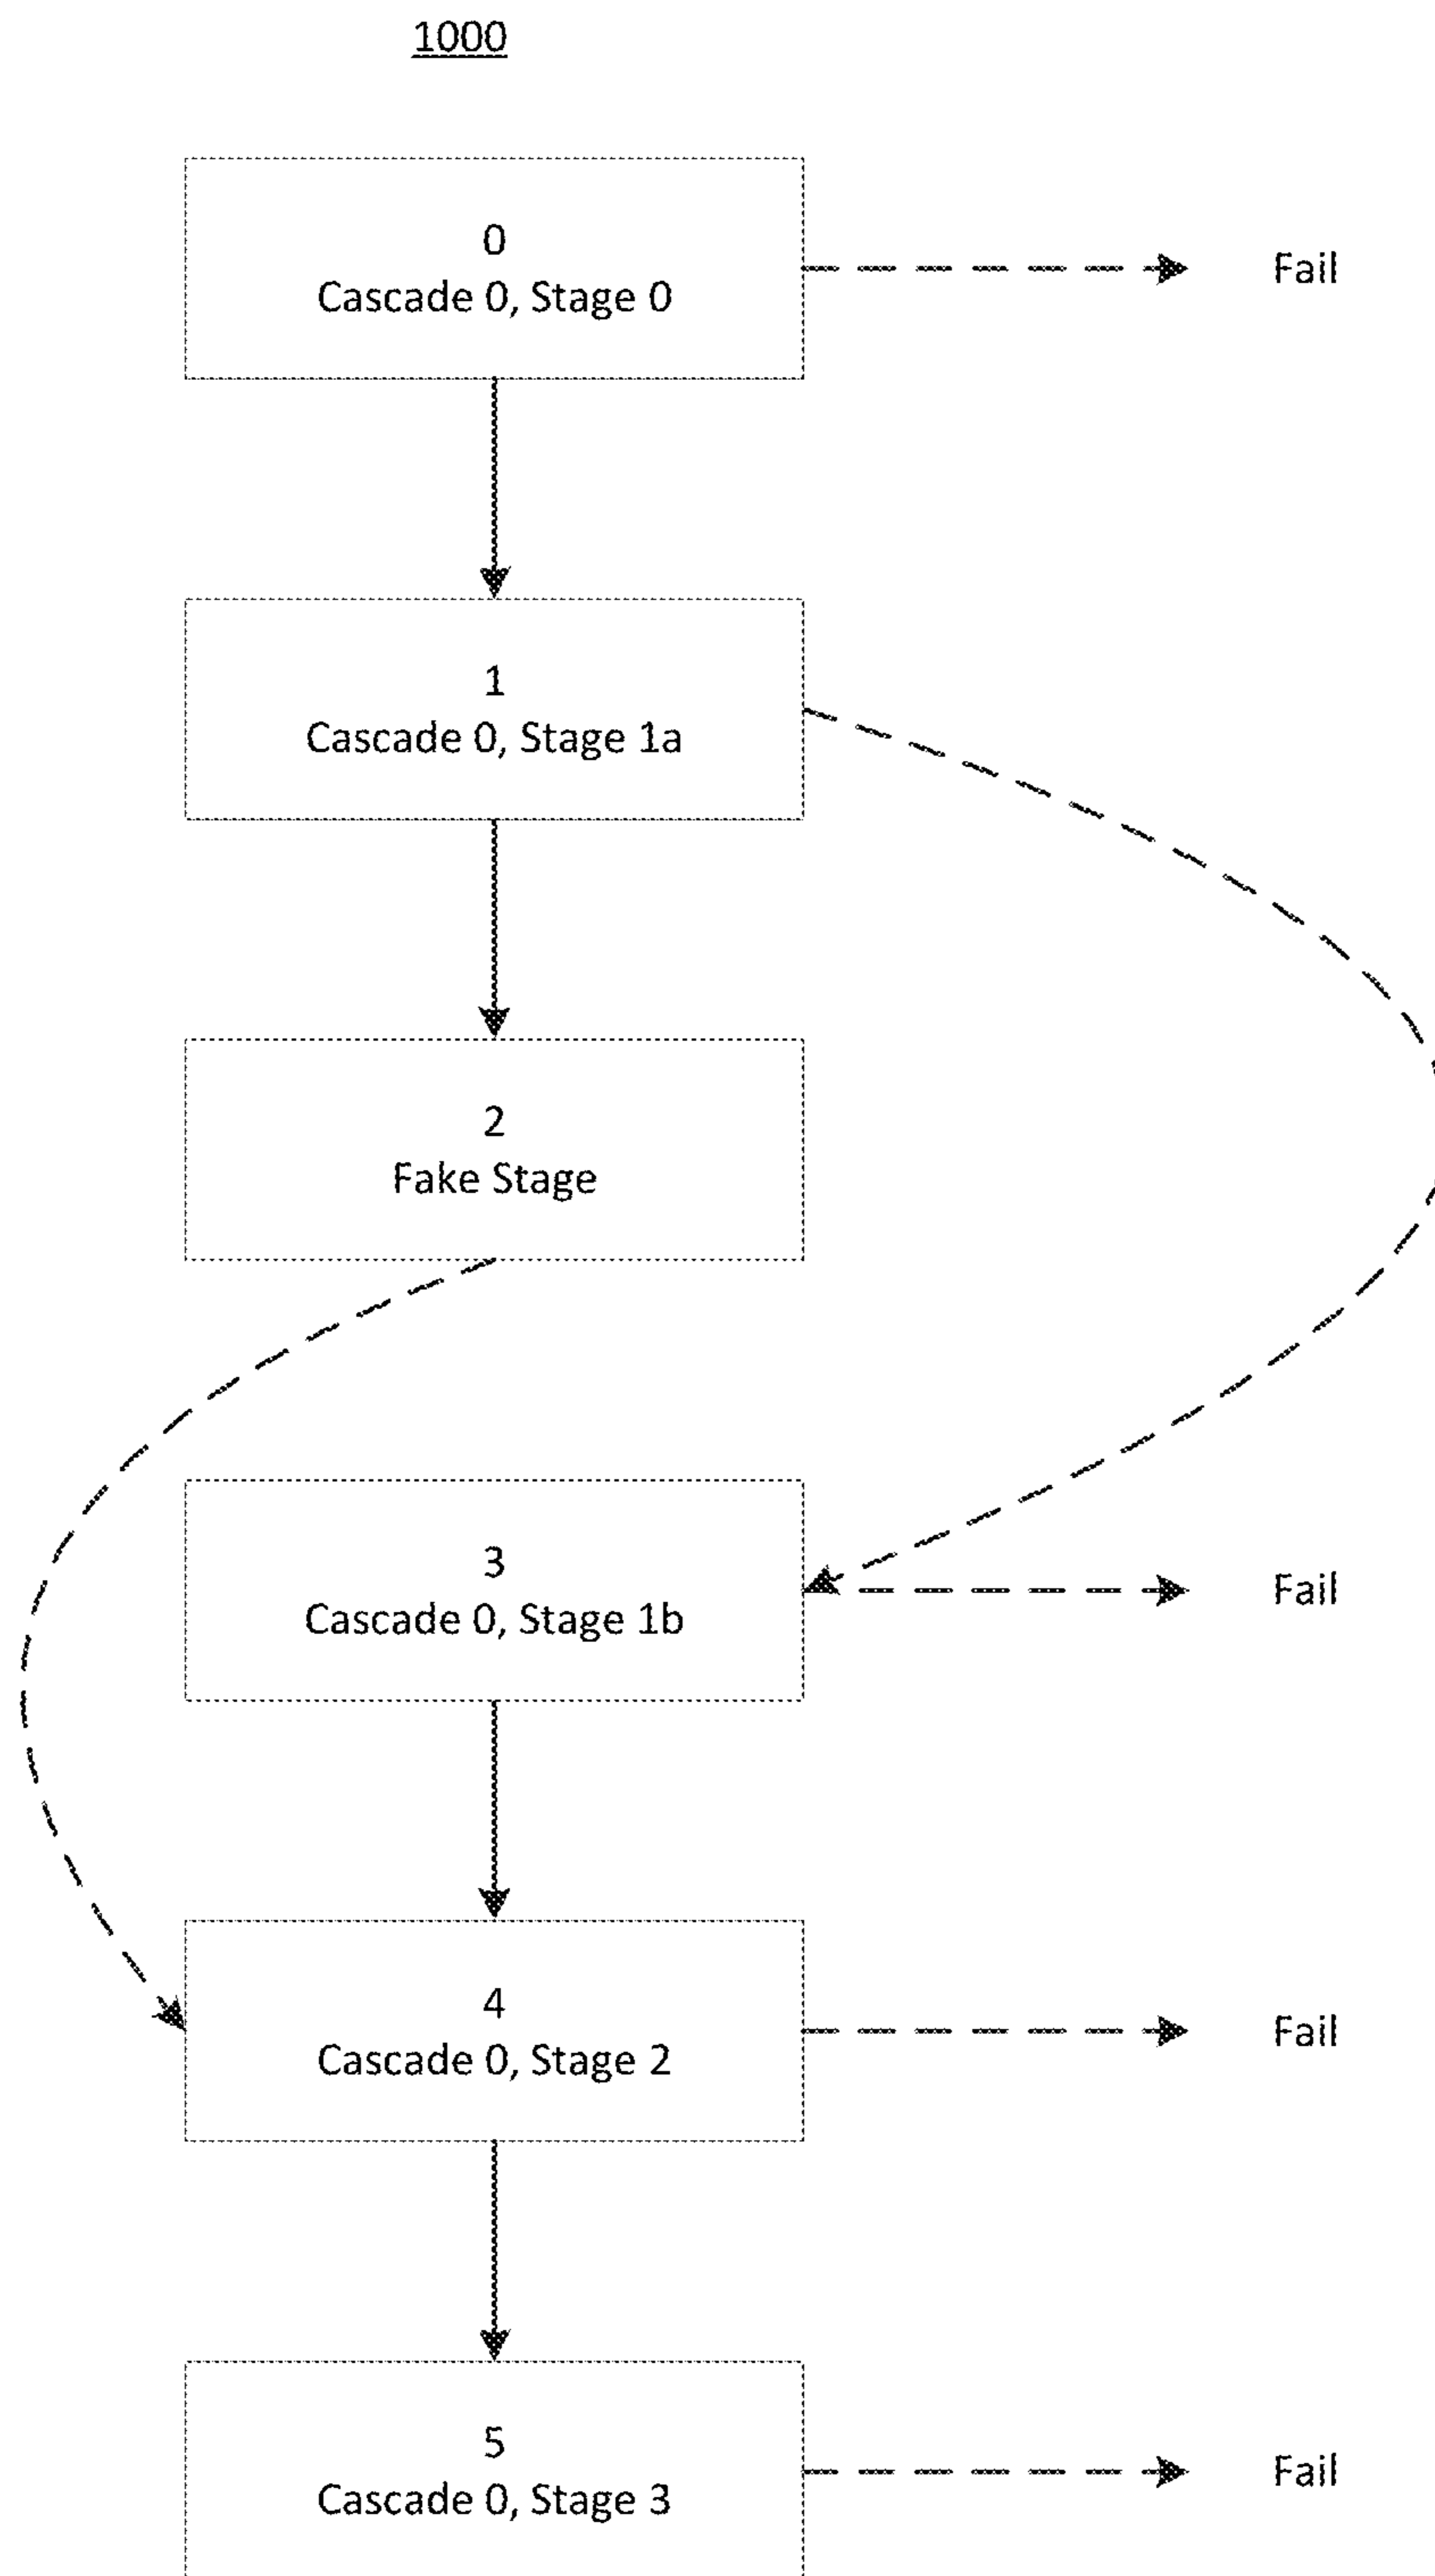 1000
0
Cascade 0, Stage 0
Fail
1
Cascade 0, Stage 1a
2
Fake Stage
3
Cascade 0, Stage 1b
Fail
4
Cascade 0, Stage 2
Fail
5
Cascade 0, Stage 3
Fail